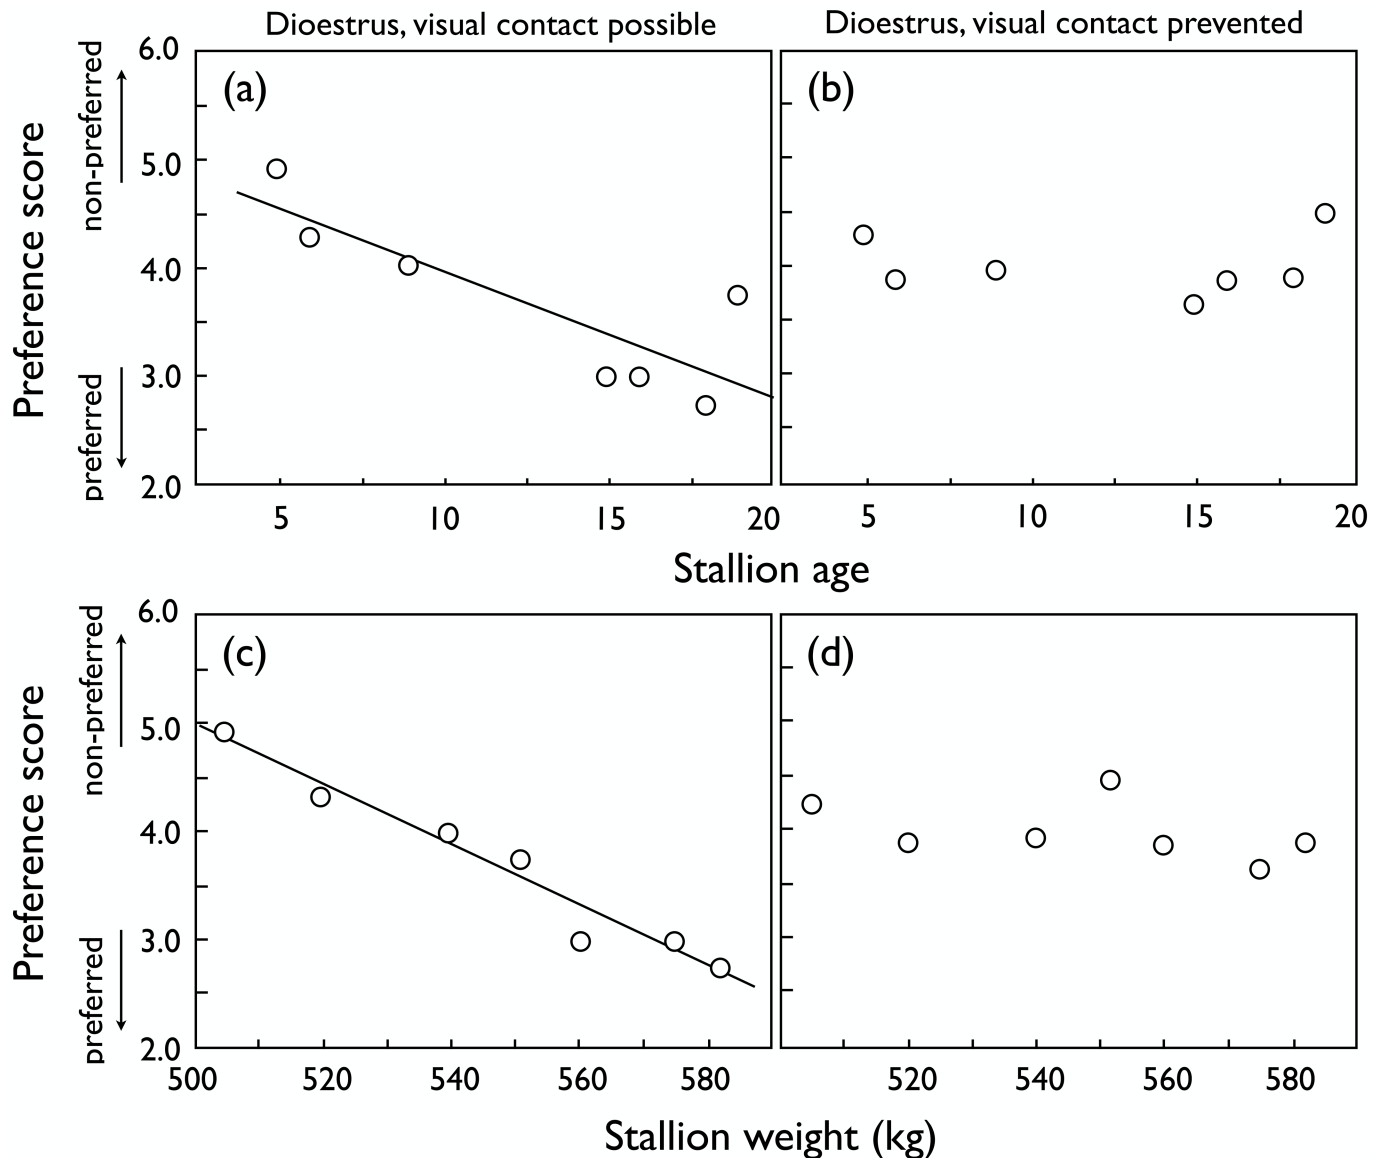 Dioestrus, visual contact possible
Dioestrus, visual contact prevented
(a)
(b)
Preference score
non-preferred
preferred
6.0
5.0
4.0
3.0
2.0
5 10 15 20
5 10 15 20
Stallion age
(c)
(d)
Preference score
non-preferred
preferred
6.0
5.0
4.0
3.0
2.0
500 520 540 560 580
520 540 560 580
Stallion weight (kg)